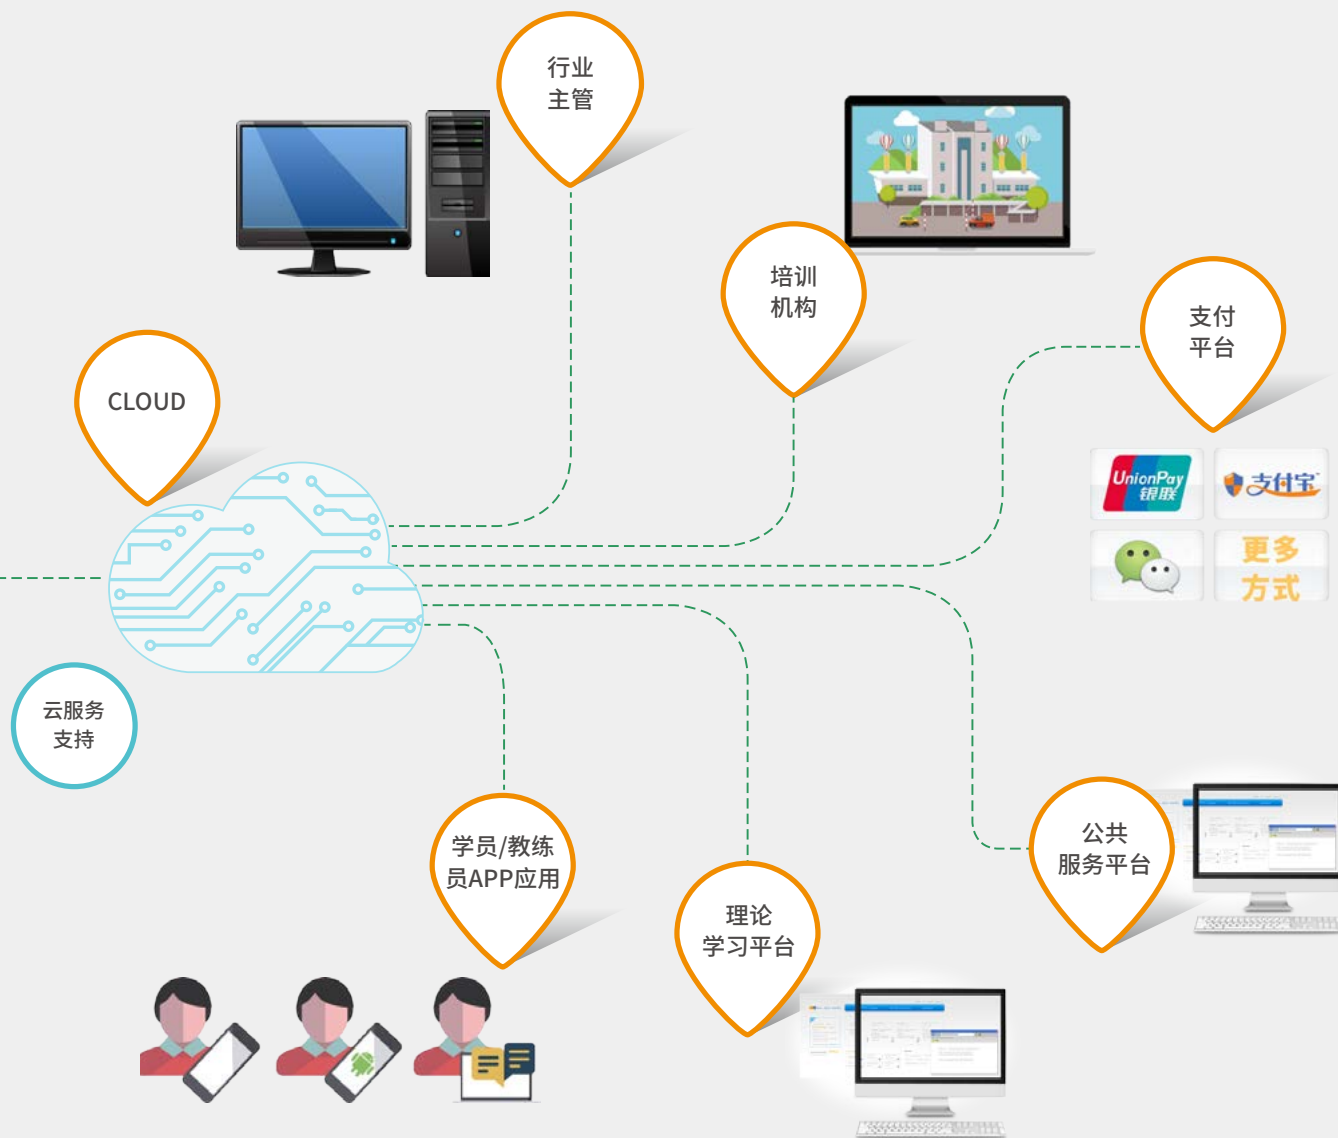 行业
主管
培训
机构
支付
平台
CLOUD
UnionPay
银联
支付宝
更多
方式
云服务
支持
学员/教练
员APP应用
公共
服务平台
理论
学习平台